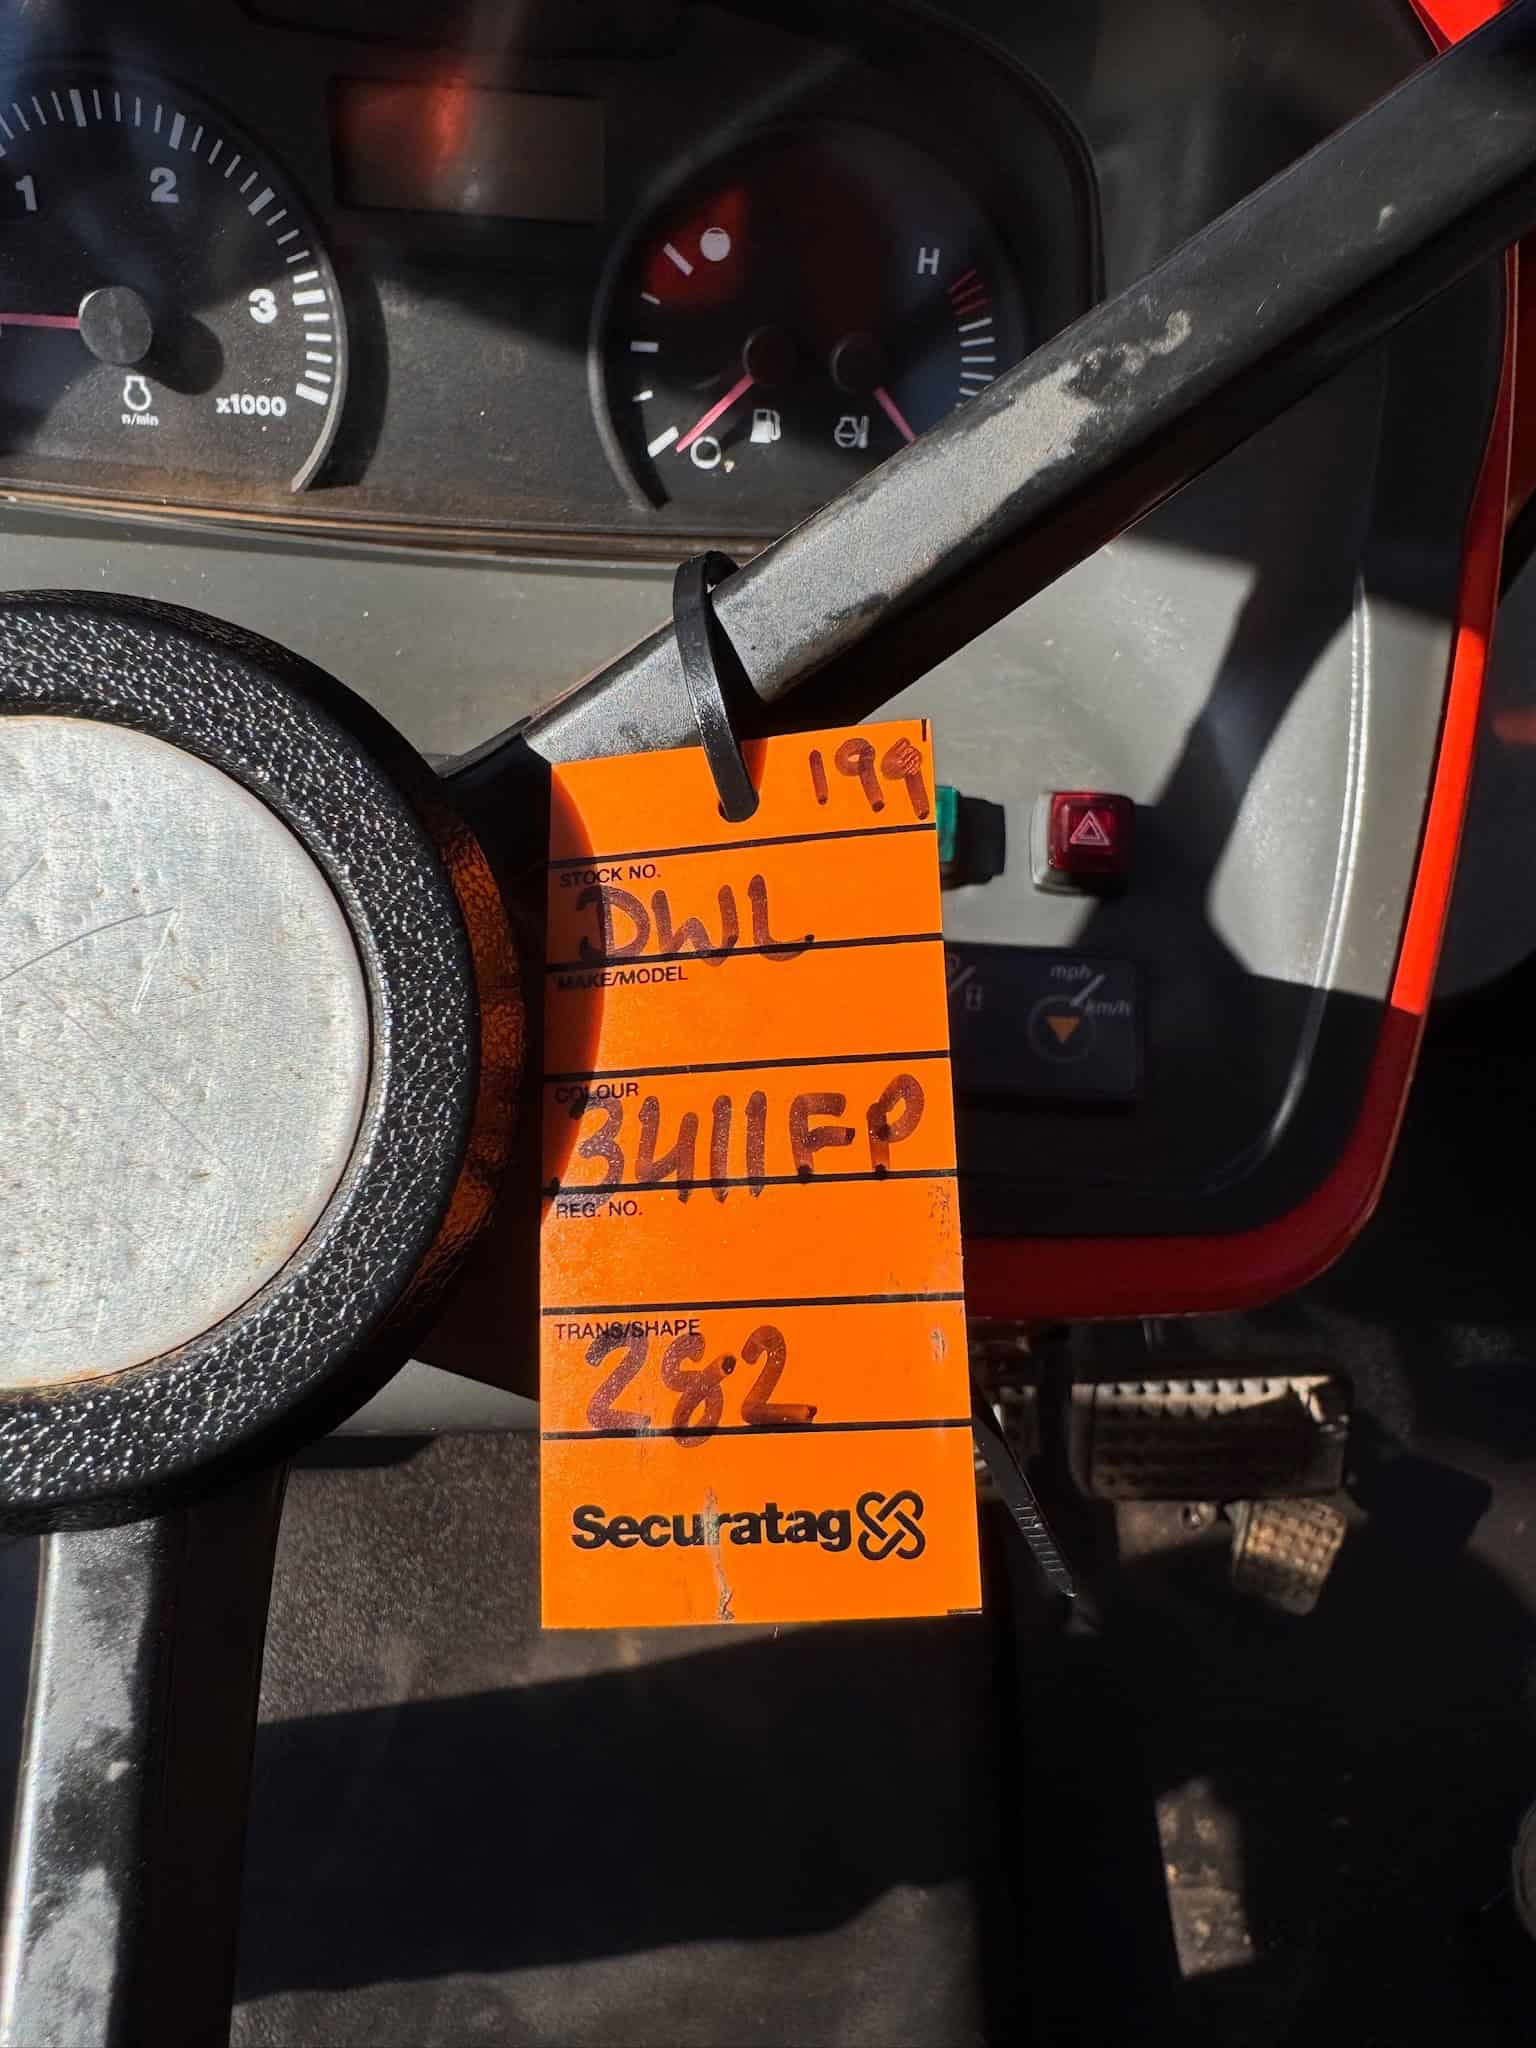 1 2 3
x1000
n/min
H
199
STOCK NO.
DWL
MAKE/MODEL
COLOUR
3411FP
REG. NO.
TRANS/SHAPE
282
Securatag
mph
km/h